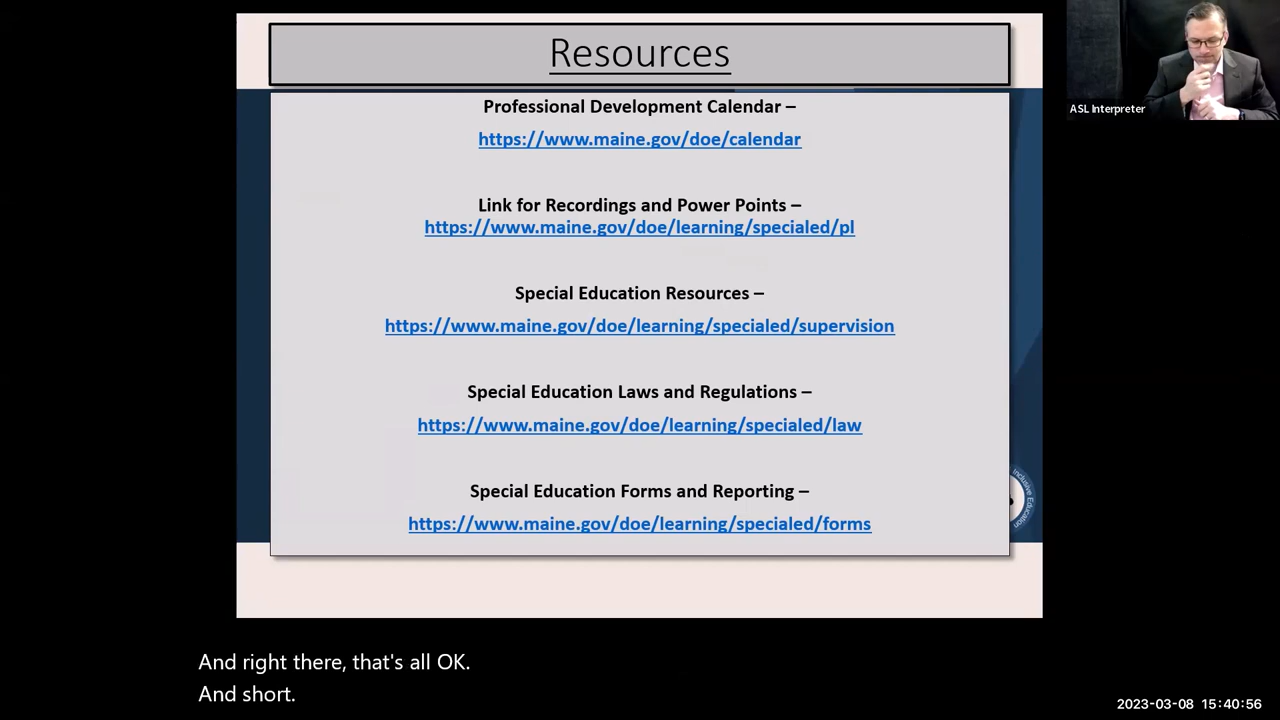 Resources
Professional Development Calendar –
https://www.maine.gov/doe/calendar
Link for Recordings and Power Points –
https://www.maine.gov/doe/learning/specialed/pl
Special Education Resources –
https://www.maine.gov/doe/learning/specialed/supervision
Special Education Laws and Regulations –
https://www.maine.gov/doe/learning/specialed/law
Special Education Forms and Reporting –
https://www.maine.gov/doe/learning/specialed/forms
Inclusive Education
ASL Interpreter
And right there, that's all OK.
And short.
2023-03-08 15:40:56